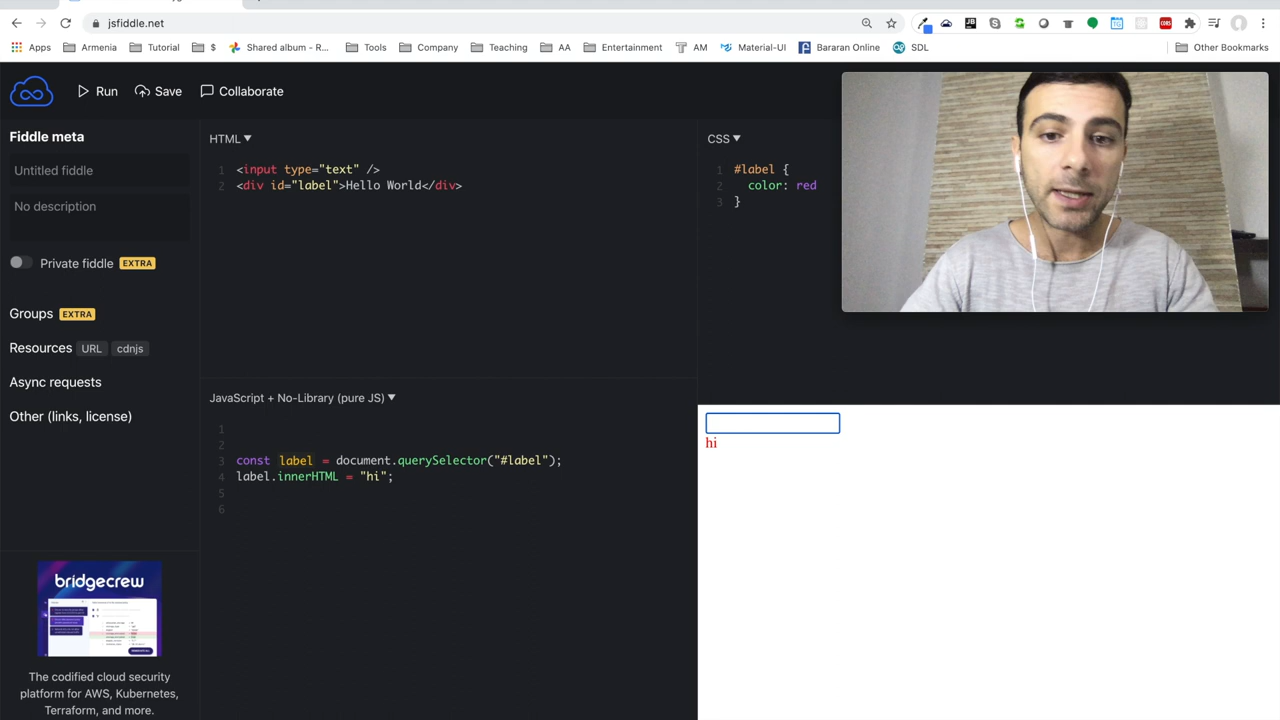 jsfiddle.net
Apps Armenia Tutorial $ Shared album - R... Tools Company Teaching AA Entertainment AM Material-UI Bararan Online SDL Other Bookmarks
Run Save Collaborate
Fiddle meta
Untitled fiddle
No description
Private fiddle EXTRA
Groups EXTRA
Resources URL cdnjs
Async requests
Other (links, license)
bridgecrew
The codified cloud security
platform for AWS, Kubernetes,
Terraform, and more.
HTML
1 <input type="text" />
2 <div id="label">Hello World</div>
CSS
1 #label {
2 color: red
3 }
JavaScript + No-Library (pure JS)
1
2
3 const label = document.querySelector("#label");
4 label.innerHTML = "hi";
5
6
hi